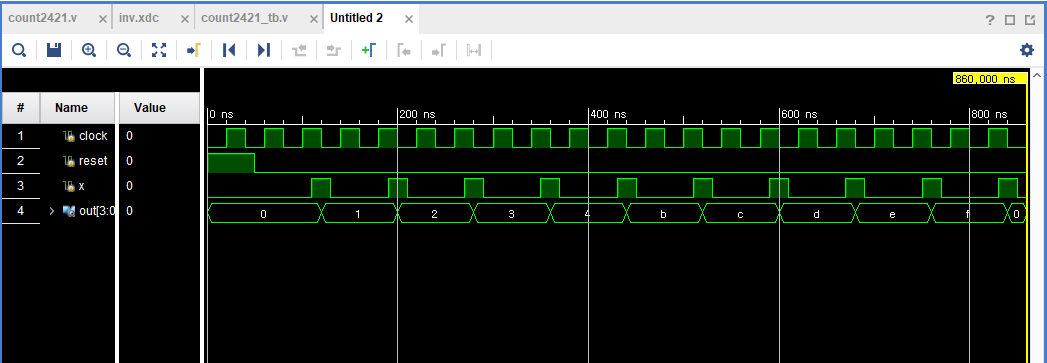 count2421.v × inv.xdc × count2421_tb.v × Untitled 2 ×
?
860,000 ns
# Name Value
0 ns 200 ns 400 ns 600 ns 800 ns
1 clock 0
2 reset 0
3 x 0
4 > out[3:0 0 0 1 2 3 4 b c d e f 0